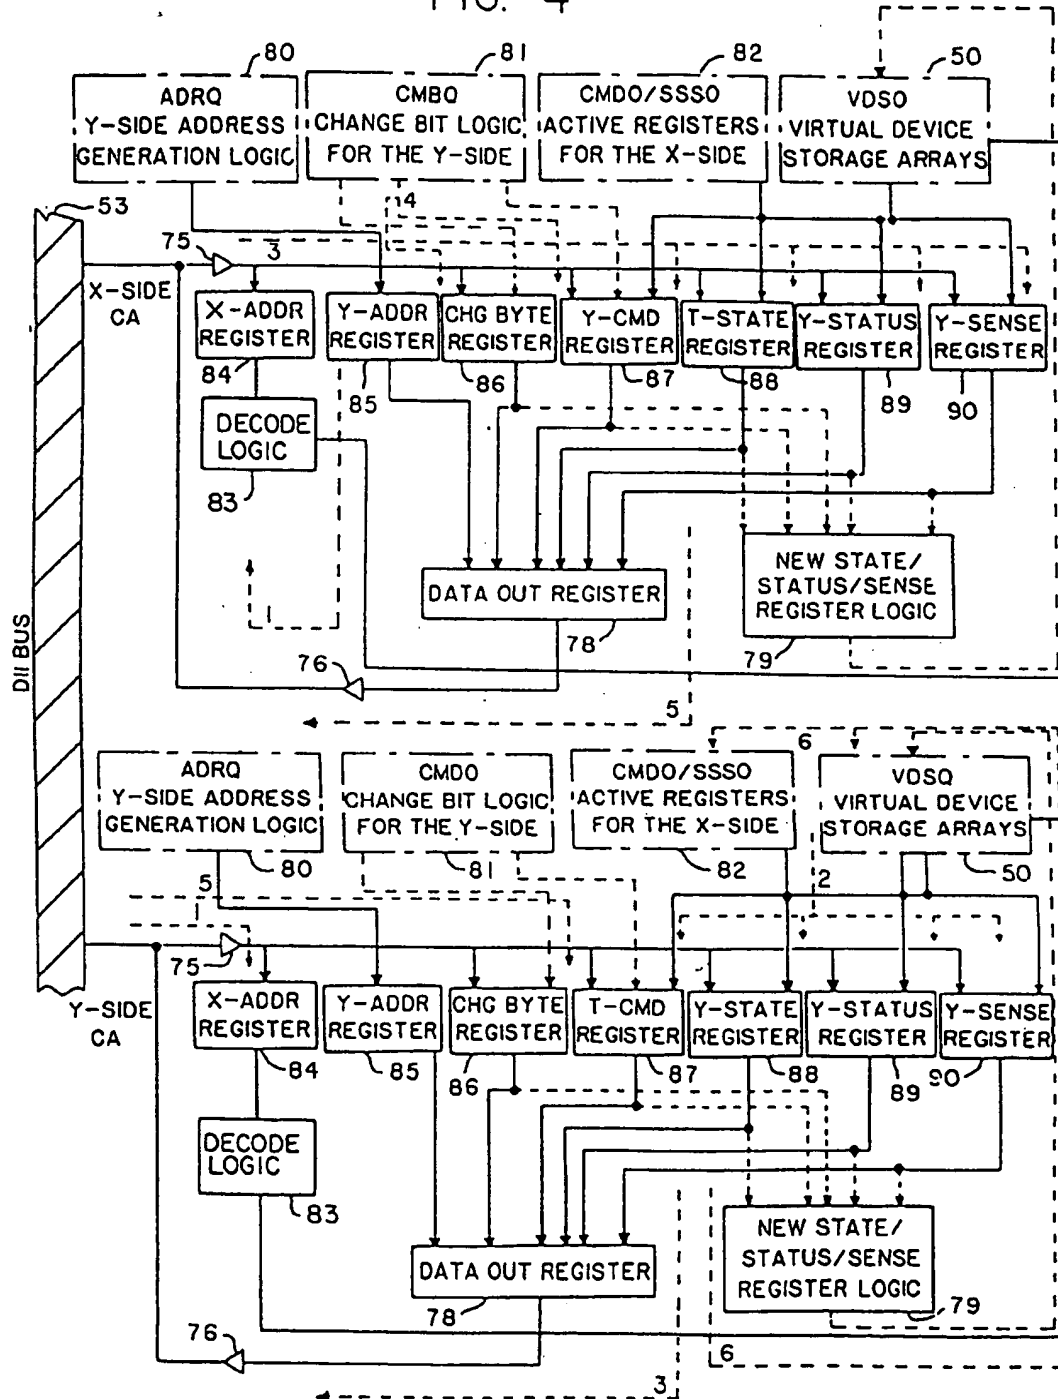 FIG. 4
80
81
82
50
ADRQ
Y-SIDE ADDRESS
GENERATION LOGIC
CMBQ
CHANGE BIT LOGIC
FOR THE Y-SIDE
CMDO/SSSO
ACTIVE REGISTERS
FOR THE X-SIDE
VDSO
VIRTUAL DEVICE
STORAGE ARRAYS
53
75
3
4
X-SIDE
CA
X-ADDR
REGISTER
84
Y-ADDR
REGISTER
85
CHG BYTE
REGISTER
86
Y-CMD
REGISTER
87
T-STATE
REGISTER
88
Y-STATUS
REGISTER
89
Y-SENSE
REGISTER
90
DECODE
LOGIC
83
1
DATA OUT REGISTER
78
NEW STATE/
STATUS/SENSE
REGISTER LOGIC
79
76
5
DII BUS
6
ADRQ
Y-SIDE ADDRESS
GENERATION LOGIC
80
CMDO
CHANGE BIT LOGIC
FOR THE Y-SIDE
81
CMDO/SSSO
ACTIVE REGISTERS
FOR THE X-SIDE
82
VDSQ
VIRTUAL DEVICE
STORAGE ARRAYS
50
5
1
2
75
Y-SIDE
CA
X-ADDR
REGISTER
84
Y-ADDR
REGISTER
85
CHG BYTE
REGISTER
86
T-CMD
REGISTER
87
Y-STATE
REGISTER
88
Y-STATUS
REGISTER
89
Y-SENSE
REGISTER
90
DECODE
LOGIC
83
DATA OUT REGISTER
78
NEW STATE/
STATUS/SENSE
REGISTER LOGIC
79
76
6
3